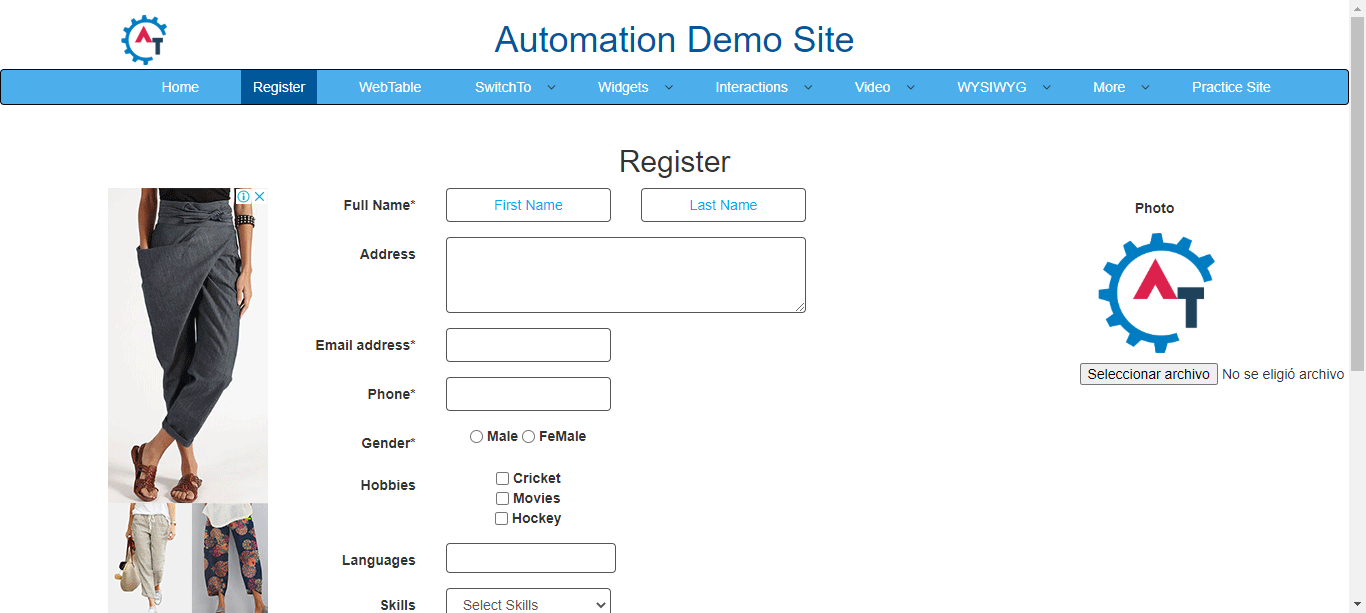 AT
Automation Demo Site
Home Register WebTable SwitchTo Widgets Interactions Video WYSIWYG More Practice Site
Register
Full Name* First Name Last Name
Photo
Address
AT
Email address*
Seleccionar archivo No se eligió archivo
Phone*
Gender* Male FeMale
Hobbies Cricket
Movies
Hockey
Languages
Skills Select Skills